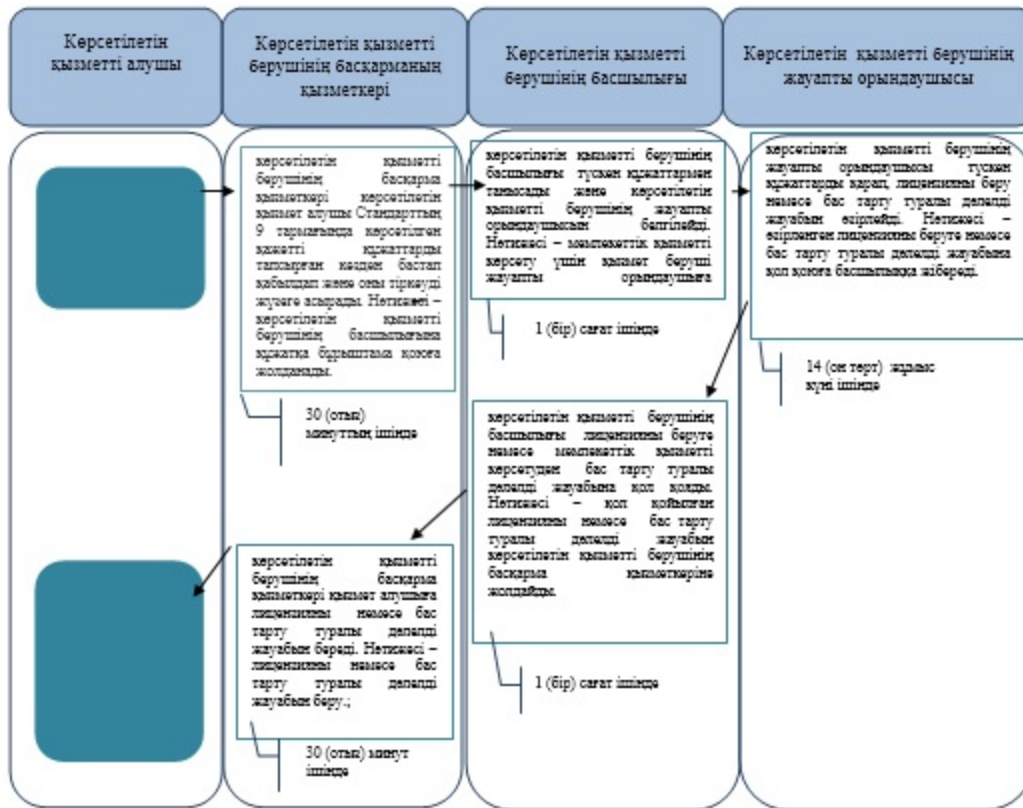 Көрсетілетін
қызметті алушы
Көрсетілетін қызметті
берушінің басқарманың
қызметкері
Көрсетілетін қызметті
берушінің басшылығы
Көрсетілетін қызметті берушінің
жауапты орындаушысы
көрсетілетін қызметті
берушінің басқарма
қызметкері көрсетілетін
қызмет алушы Стандарттың
9 тармағында көрсетілген
қажетті құжаттарды
тапсырған кезден бастап
қабылдап және оны тіркеуді
жүзеге асырады. Нәтижесі –
көрсетілетін қызметті
берушінің басшылығына
құжатқа бұрыштама қоюға
жолданады.
30 (отыз)
минуттың ішінде
көрсетілетін қызметті берушінің
басшылығы түскен құжаттармен
танысады және көрсетілетін
қызметті берушінің жауапты
орындаушысын белгілейді.
Нәтижесі – мемлекеттік қызметті
көрсету үшін қызмет беруші
жауапты орындаушыға
1 (бір) сағат ішінде
көрсетілетін қызметті берушінің
жауапты орындаушысы түскен
құжаттарды қарап, лицензияны беру
немесе бас тарту туралы дәлелді
жауабын әзірлейді. Нәтижесі –
әзірленген лицензияны беруге немесе
бас тарту туралы дәлелді жауабына
қол қоюға басшылыққа жібереді.
14 (он төрт) жұмыс
күні ішінде
көрсетілетін қызметті берушінің
басшылығы лицензияны беруге
немесе мемлекеттік қызметті
көрсетуден бас тарту туралы
дәлелді жауабына қол қояды.
Нәтижесі – қол қойылған
лицензияны немесе бас тарту
туралы дәлелді жауабын
көрсетілетін қызметті берушінің
басқарма қызметкеріне
жолдайды.
1 (бір) сағат ішінде
көрсетілетін қызметті
берушінің басқарма
қызметкері қызмет алушыға
лицензияны немесе бас
тарту туралы дәлелді
жауабын береді. Нәтижесі –
лицензияны немесе бас
тарту туралы дәлелді
жауабын беру.;
30 (отыз) минут
ішінде